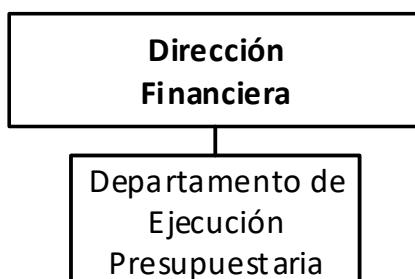 Dirección
Financiera
Departamento de
Ejecución
Presupuestaria